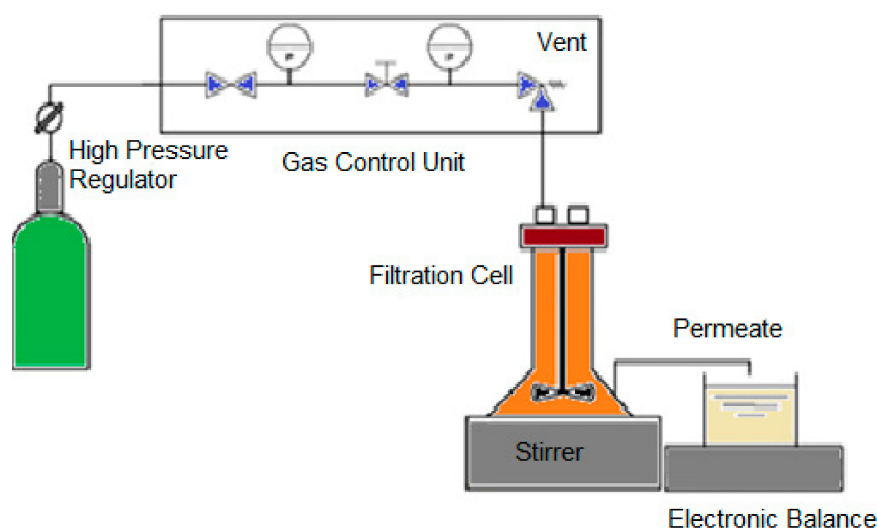 Vent
High Pressure
Regulator
Gas Control Unit
Filtration Cell
Permeate
Stirrer
Electronic Balance